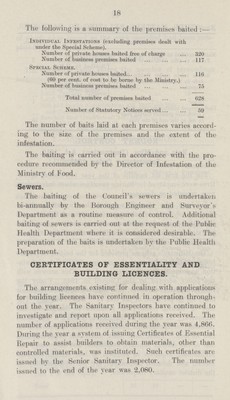 18
The following is a summary of the premises baited :—
Individual Infestations (excluding premises dealt with
under the Special Scheme).
Number of private houses baited free of charge ... 320
Number of business premises baited ... ... 117
Special Scheme.
Number of private houses baited ... ... 116
(60 per cent. of cost to be borne by the Ministry.)
Number of business premises baited ... ... 75
Total number of premises baited ... 628
Number of Statutory Notices served ... 59
The number of baits laid at each premises varies accord-
ing to the size of the premises and the extent of the
infestation.
The baiting is carried out in accordance with the pro-
cedure recommended by the Director of Infestation of the
Ministry of Food.
Sewers.
The baiting of the Council's sewers is undertaken
bi-annually by the Borough Engineer and Surveyor's
Department as a routine measure of control. Additional
baiting of sewers is carried out at the request of the Public
Health Department where it is considered desirable. The
preparation of the baits is undertaken by the Public Health
Department.
CERTIFICATES OF ESSENTIALITY AND
BUILDING LICENCES.
The arrangements existing for dealing with applications
for building licences have continued in operation through-
out the year. The Sanitary Inspectors have continued to
investigate and report upon all applications received. The
number of applications received during the year was 4,866.
During the year a system of issuing Certificates of Essential
Repair to assist builders to obtain materials, other than
controlled materials, was instituted. Such certificates are
issued by the Senior Sanitary Inspector. The number
issued to the end of the year was 2,080.